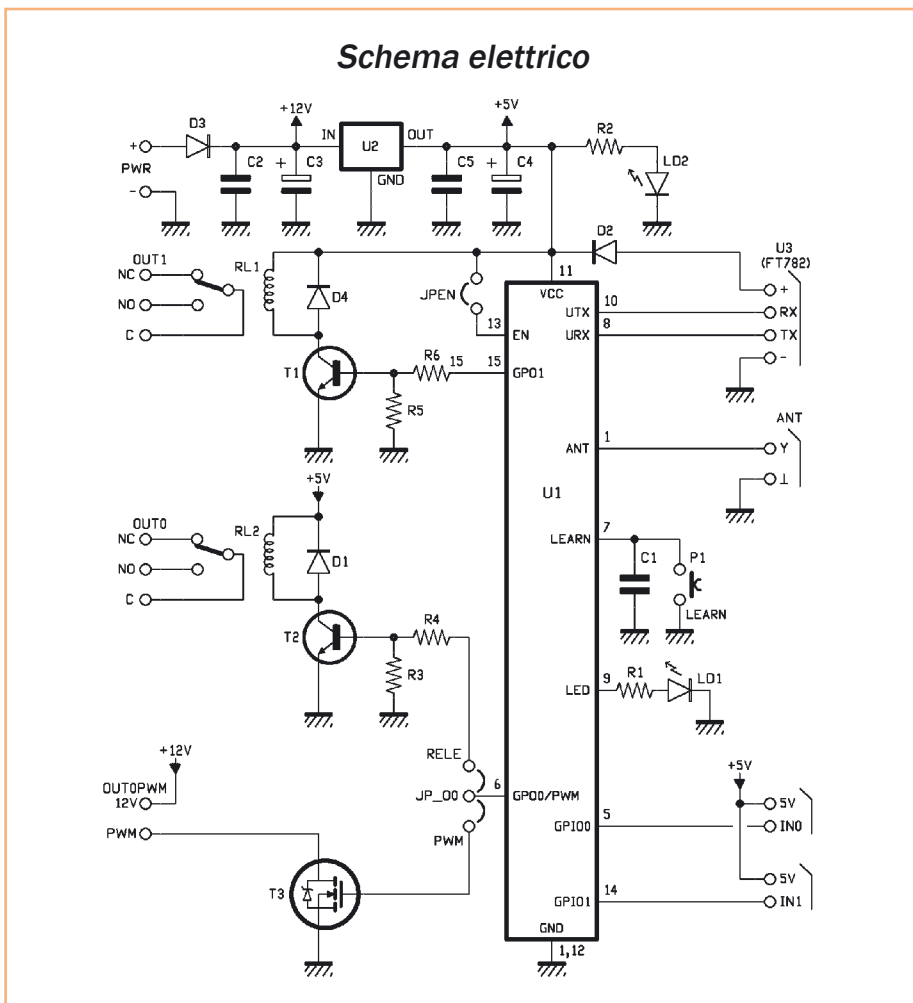 Schema elettrico
+12V
+5V
D3
IN
U2
OUT
R2
+
PWR
-
C2
+
C3
GND
C5
+
C4
LD2
D2
U3
(FT782)
OUT1
NC
NO
C
RL1
D4
JPEN
11
VCC
+
13
EN
UTX
10
RX
URX
8
TX
-
T1
R6
15
15
GPO1
R5
ANT
ANT
1
Y
⊥
U1
+5V
OUT0
NC
NO
C
RL2
D1
LEARN
7
C1
P1
LEARN
T2
R4
R3
LED
9
R1
LD1
+12V
OUT0PWM
12V
PWM
RELE
JP_00
PWM
6
GPO0/PWM
+5V
5V
GPIO0
5
IN0
5V
GPIO1
14
IN1
T3
GND
1,12